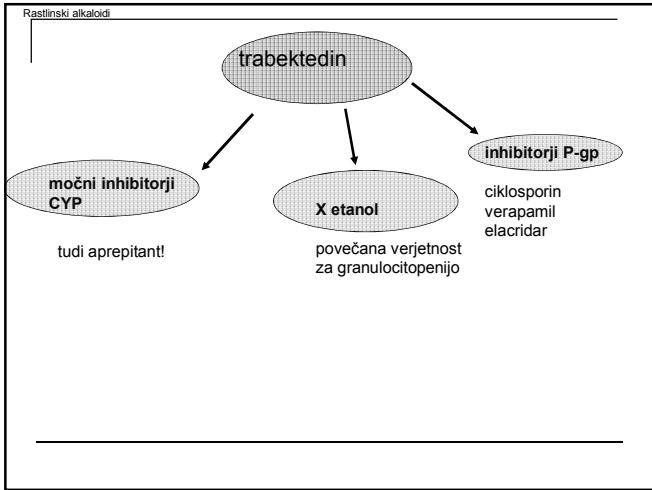 Rastlinski alkaloidi
trabektedin
močni inhibitorji
CYP
tudi aprepitant!
X etanol
povečana verjetnost
za granulocitopenijo
inhibitorji P-gp
ciklosporin
verapamil
elacridar